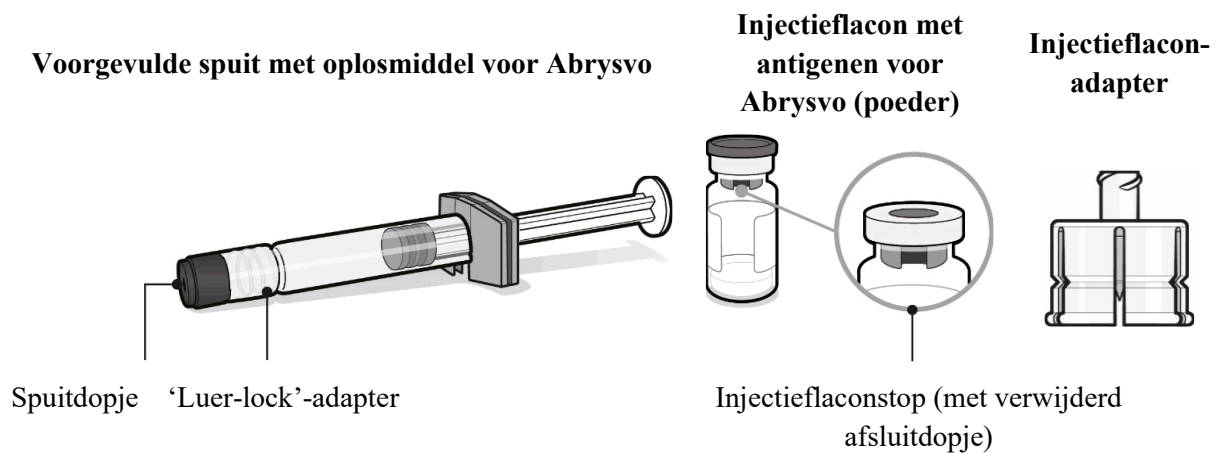 Voorgevulde spuit met oplosmiddel voor Abrysvo
Injectieflacon met
antigenen voor
Abrysvo (poeder)
Injectieflacon-
adapter
Spuitdopje
‘Luer-lock’-adapter
Injectieflaconstop (met verwijderd
afsluitdopje)